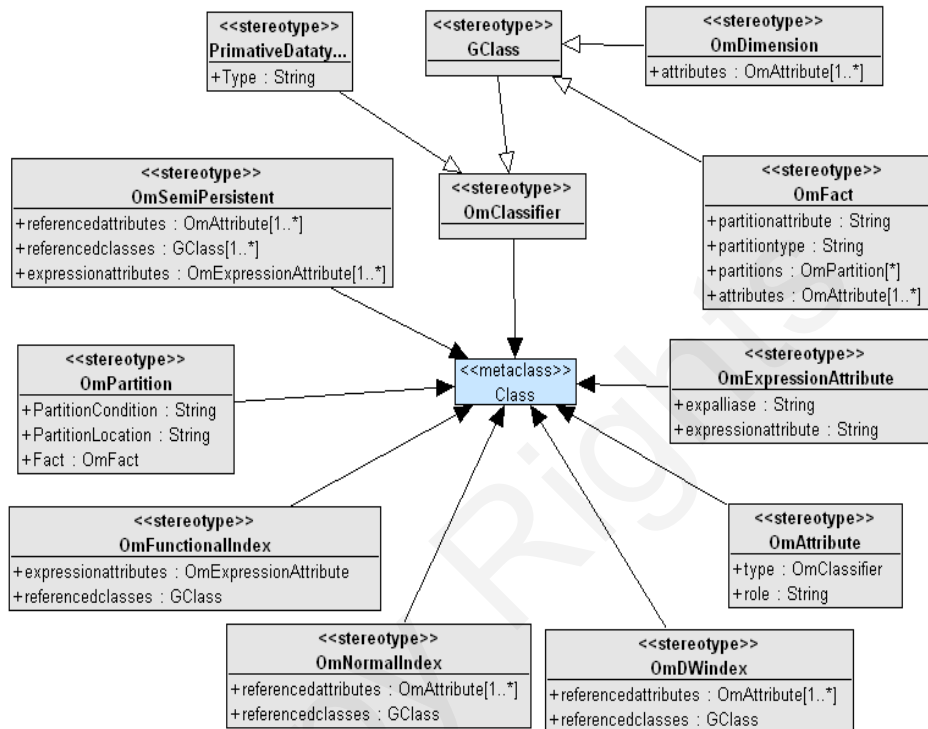 <<stereotype>>
PrimativeDataty...
+Type : String
<<stereotype>>
GClass
<<stereotype>>
OmDimension
+attributes : OmAttribute[1..*]
<<stereotype>>
OmSemiPersistent
+referencedattributes : OmAttribute[1..*]
+referencedclasses : GClass[1..*]
+expressionattributes : OmExpressionAttribute[1..*]
<<stereotype>>
OmClassifier
<<stereotype>>
OmFact
+partitionattribute : String
+partitiontype : String
+partitions : OmPartition[*]
+attributes : OmAttribute[1..*]
<<stereotype>>
OmPartition
+PartitionCondition : String
+PartitionLocation : String
+Fact : OmFact
<<metaclass>>
Class
<<stereotype>>
OmExpressionAttribute
+expalliase : String
+expressionattribute : String
<<stereotype>>
OmFunctionalIndex
+expressionattributes : OmExpressionAttribute
+referencedclasses : GClass
<<stereotype>>
OmAttribute
+type : OmClassifier
+role : String
<<stereotype>>
OmNormalIndex
+referencedattributes : OmAttribute[1..*]
+referencedclasses : GClass
<<stereotype>>
OmDWindex
+referencedattributes : OmAttribute[1..*]
+referencedclasses : GClass
y Rights